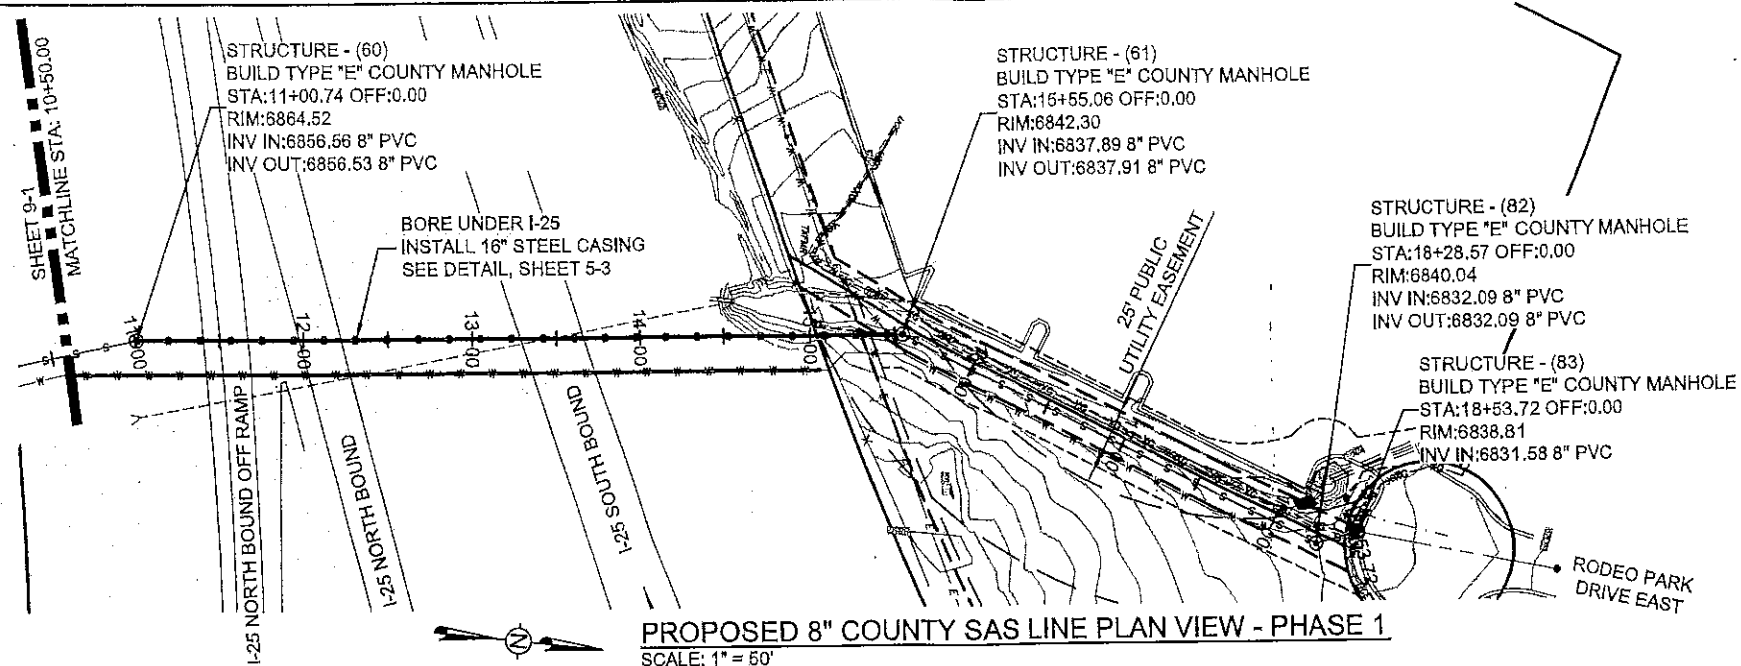 SHEET 9-1
MATCHLINE STA: 10+50.00
STRUCTURE - (60)
BUILD TYPE "E" COUNTY MANHOLE
STA:11+00.74 OFF:0.00
RIM:6864.52
INV IN:6856.56 8" PVC
INV OUT:6856.53 8" PVC
BORE UNDER I-25
INSTALL 16" STEEL CASING
SEE DETAIL, SHEET 5-3
STRUCTURE - (61)
BUILD TYPE "E" COUNTY MANHOLE
STA:15+55.06 OFF:0.00
RIM:6842.30
INV IN:6837.89 8" PVC
INV OUT:6837.91 8" PVC
25' PUBLIC
UTILITY EASEMENT
STRUCTURE - (82)
BUILD TYPE "E" COUNTY MANHOLE
STA:18+28.57 OFF:0.00
RIM:6840.04
INV IN:6832.09 8" PVC
INV OUT:6832.09 8" PVC
STRUCTURE - (83)
BUILD TYPE "E" COUNTY MANHOLE
STA:18+53.72 OFF:0.00
RIM:6838.81
INV IN:6831.58 8" PVC
12+00
13+00
14+00
I-25 NORTH BOUND OFF RAMP
I-25 NORTH BOUND
I-25 SOUTH BOUND
RODEO PARK
DRIVE EAST
N
PROPOSED 8" COUNTY SAS LINE PLAN VIEW - PHASE 1
SCALE: 1" = 50'